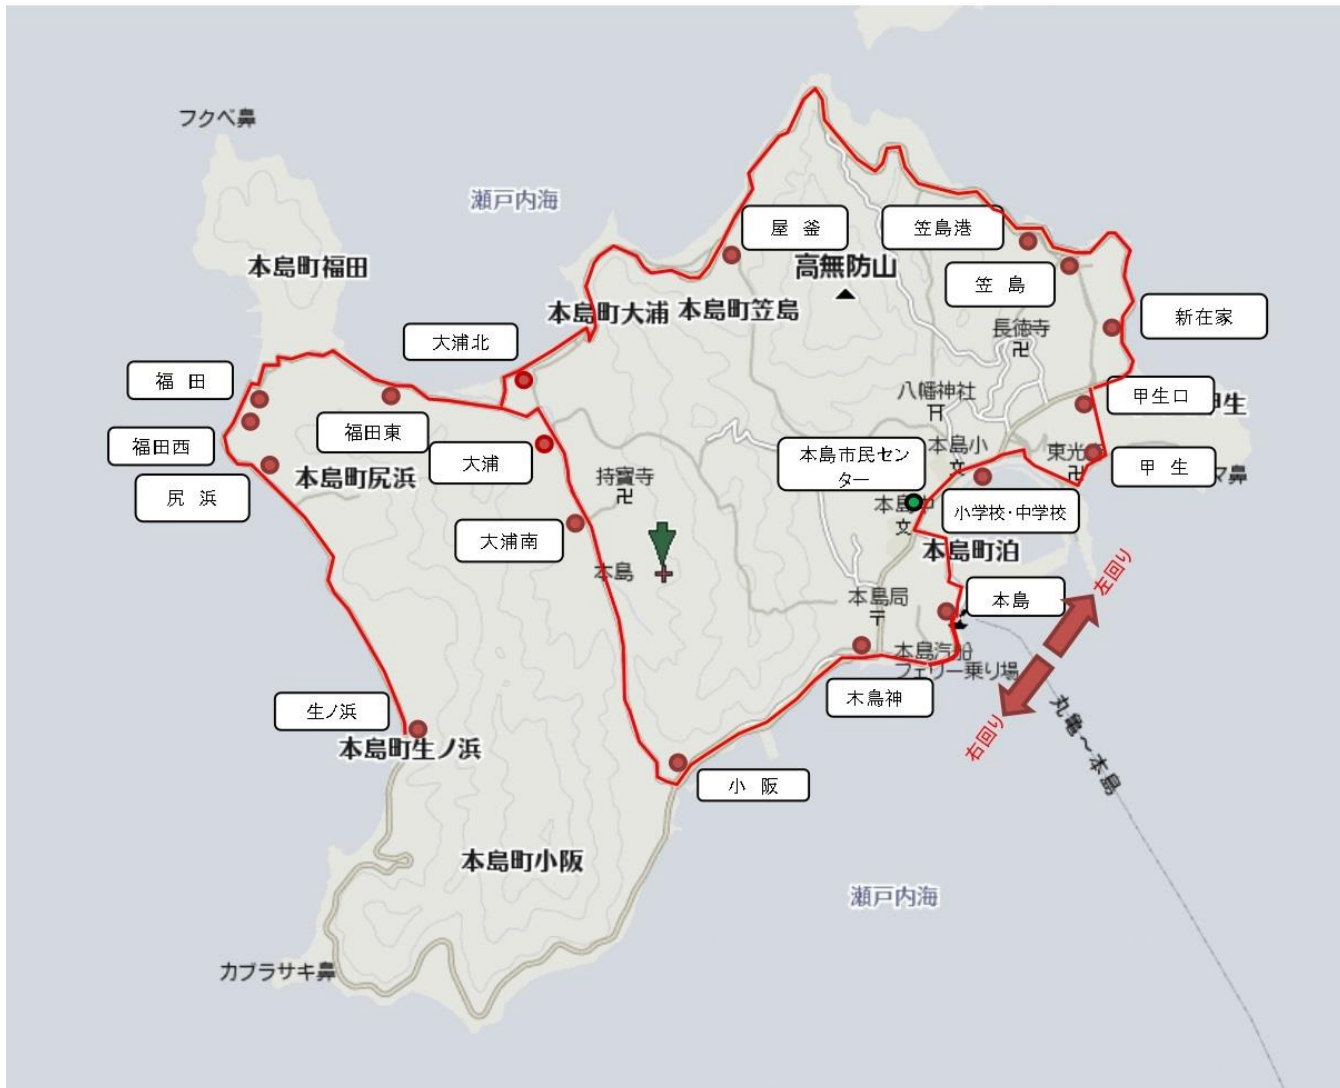 フクベ鼻
瀬戸内海
屋 釜
笠島港
本島町福田
高無防山
笠 島
本島町大浦
本島町笠島
新在家
大浦北
長徳寺
福 田
八幡神社
甲生口
福田東
福田西
本島小
文
大浦
本島市民セン
ター
東光
甲 生
マ鼻
本島町尻浜
持寶寺
尻 浜
本島中
文
小学校・中学校
大浦南
本島町泊
本島
左回り
本島局
本島
本島汽船
フェリー乗り場
木烏神
生ノ浜
右回り
丸亀~本島
本島町生ノ浜
小 阪
本島町小阪
瀬戸内海
カブラサキ鼻